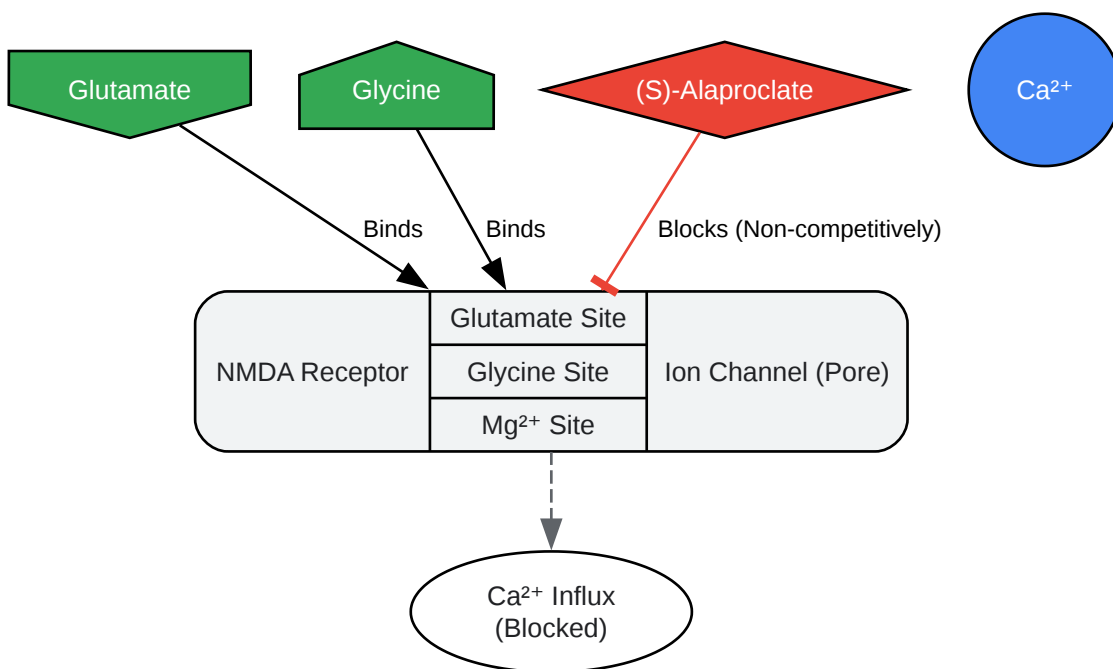 Glutamate
Glycine
(S)-Alaproclate
Ca²⁺
Binds
Binds
Blocks (Non-competitively)
NMDA Receptor
Glutamate Site
Glycine Site
Mg²⁺ Site
Ion Channel (Pore)
Ca²⁺ Influx
(Blocked)